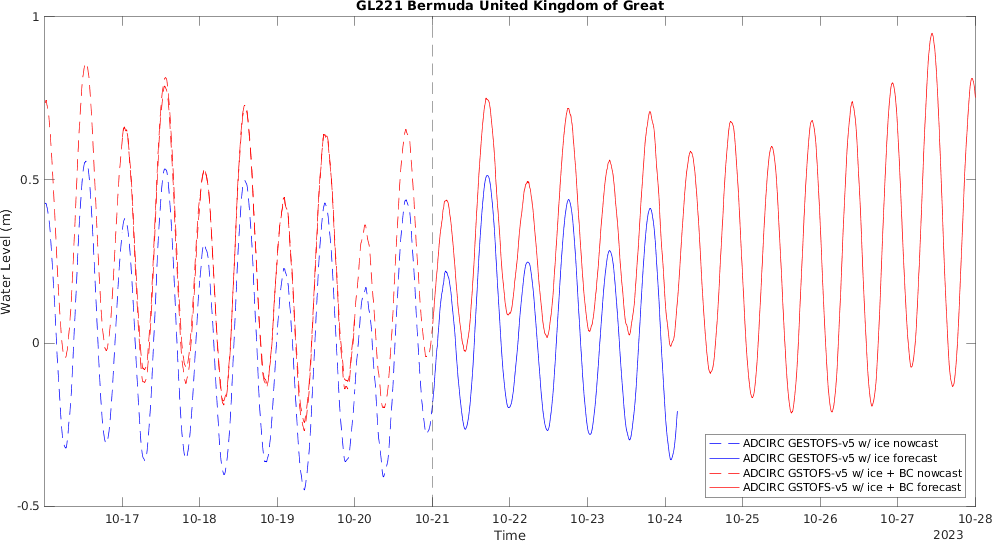 GL221 Bermuda United Kingdom of Great
1
0.5
0
-0.5
Water Level (m)
10-17 10-18 10-19 10-20 10-21 10-22 10-23 10-24 10-25 10-26 10-27 10-28
Time
2023
ADCIRC GESTOFS-v5 w/ ice nowcast
ADCIRC GESTOFS-v5 w/ ice forecast
ADCIRC GSTOFS-v5 w/ ice + BC nowcast
ADCIRC GSTOFS-v5 w/ ice + BC forecast